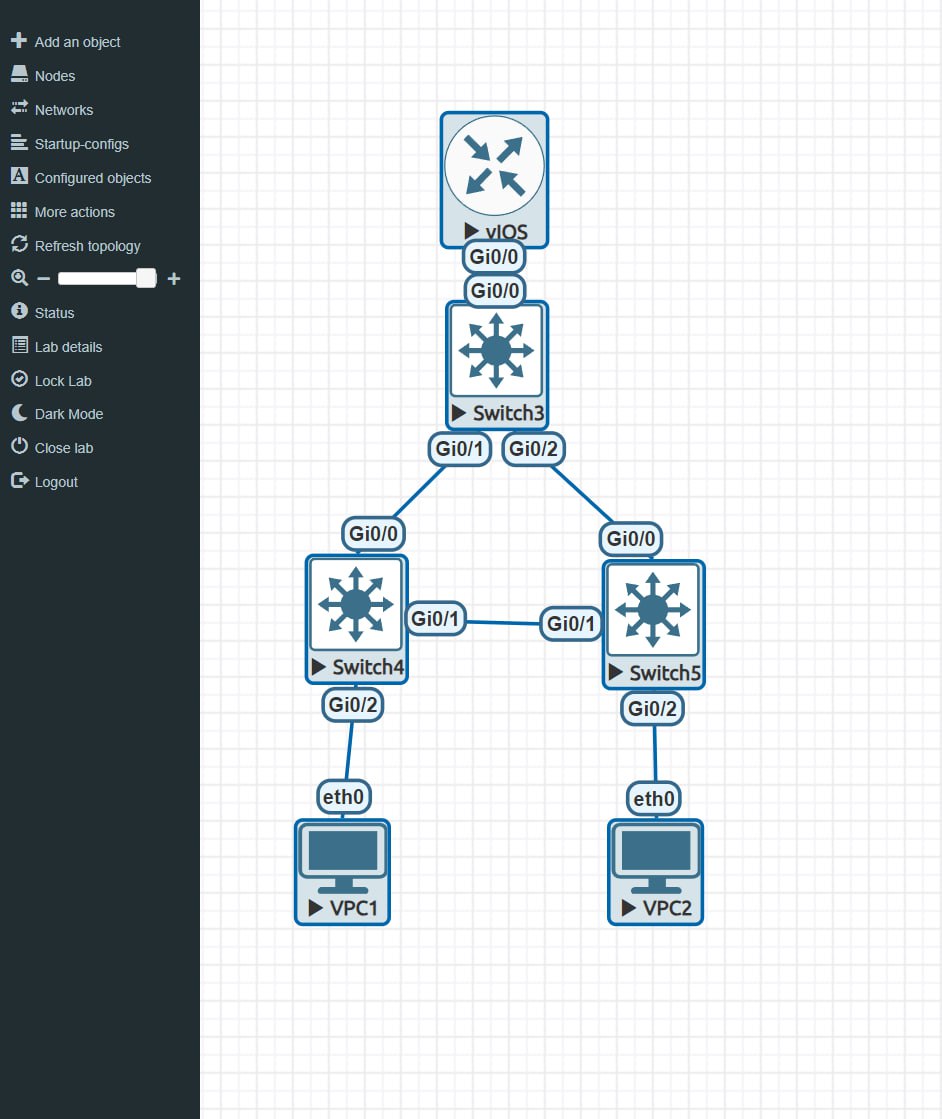 Add an object
Nodes
Networks
Startup-configs
A Configured objects
More actions
Refresh topology
Status
Lab details
Lock Lab
Dark Mode
Close lab
Logout
vIOS
Gi0/0
Gi0/0
Switch3
Gi0/1 Gi0/2
Gi0/0 Gi0/0
Gi0/1 Gi0/1
Switch4 Switch5
Gi0/2 Gi0/2
eth0 eth0
VPC1 VPC2